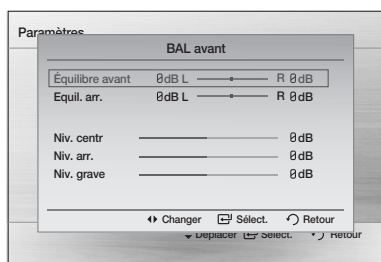 Paramètres
BAL avant
Équilibre avant 0dB L R 0dB
Equil. arr. 0dB L R 0dB
Niv. centr 0dB
Niv. arr. 0dB
Niv. grave 0dB
Changer Sélect. Retour
Déplacer Sélect. Retour